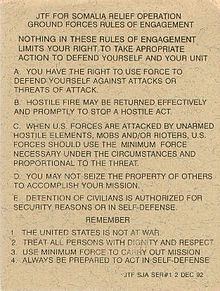 JTF FOR SOMALIA RELIEF OPERATION
GROUND FORCES RULES OF ENGAGEMENT
NOTHING IN THESE RULES OF ENGAGEMENT
LIMITS YOUR RIGHT TO TAKE APROPRIATE
ACTION TO DEFEND YOURSELF AND YOUR UNIT
A. YOU HAVE THE RIGHT TO USE FORCE TO
DEFEND YOURSELF AGAINST ATTACKS OR
THREATS OF ATTACK.
B. HOSTILE FIRE MAY BE RETURNED EFFECTIVELY
AND PROMPTLY TO STOP A HOSTILE ACT.
C. WHEN U.S. FORCES ARE ATTACKED BY UNARMED
HOSTILE ELEMENTS, MOBS AND/OR RIOTERS, U.S.
FORCES SHOULD USE THE MINIMUM FORCE
NECESSARY UNDER THE CIRCUMSTANCES AND
PROPORTIONAL TO THE THREAT.
D. YOU MAY NOT SEIZE THE PROPERTY OF OTHERS
TO ACCOMPLISH YOUR MISSION.
E. DETENTION OF CIVILIANS IS AUTHORIZED FOR
SECURITY REASONS OR IN SELF-DEFENSE.
REMEMBER
1. THE UNITED STATES IS NOT AT WAR.
2. TREAT ALL PERSONS WITH DIGNITY AND RESPECT
3. USE MINIMUM FORCE TO CARRY OUT MISSION
4. ALWAYS BE PREPARED TO ACT IN SELF-DEFENSE
JTF SJA SER#1 2 DEC 92